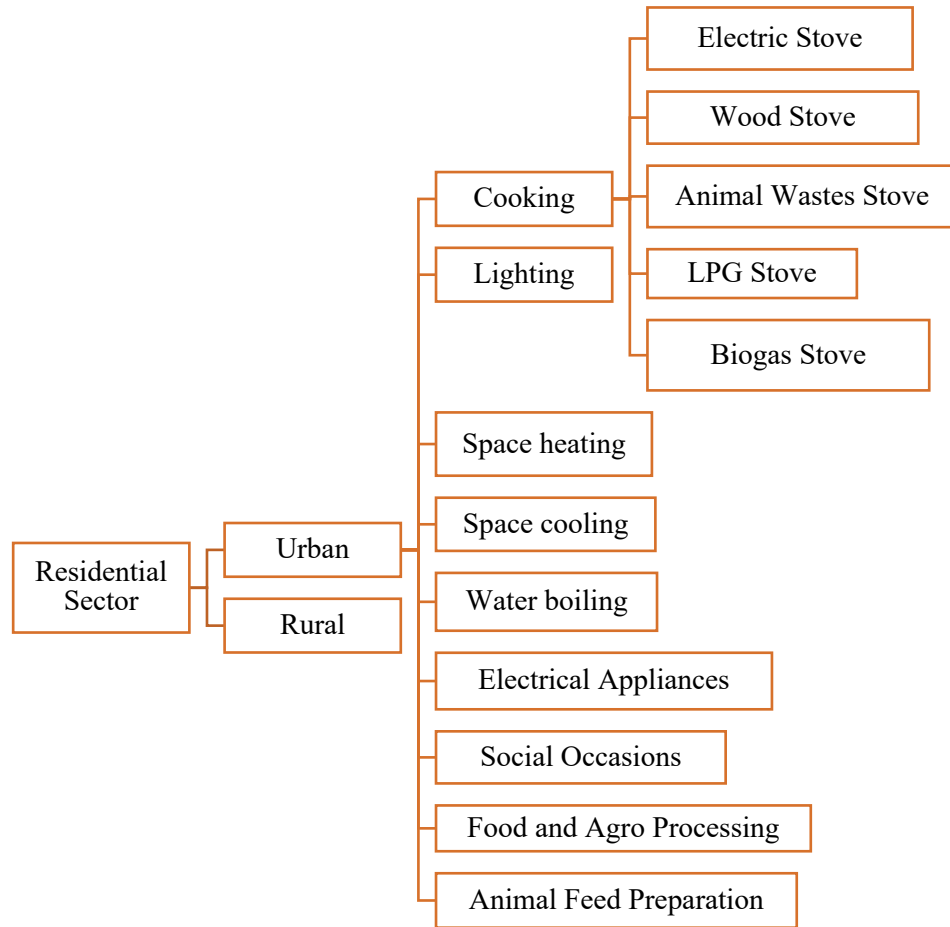 Residential
Sector
Urban
Rural
Cooking
Lighting
Space heating
Space cooling
Water boiling
Electrical Appliances
Social Occasions
Food and Agro Processing
Animal Feed Preparation
Electric Stove
Wood Stove
Animal Wastes Stove
LPG Stove
Biogas Stove